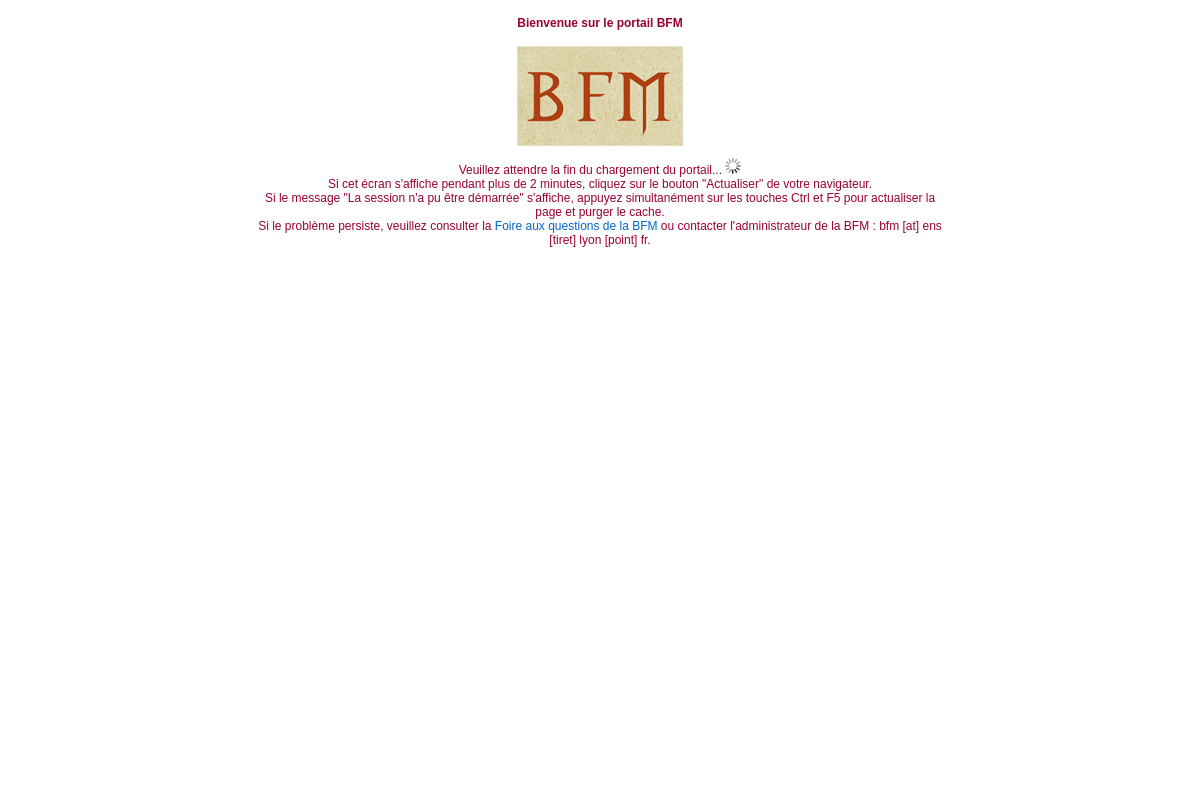 Bienvenue sur le portail BFM
BFM
Veuillez attendre la fin du chargement du portail...
Si cet écran s'affiche pendant plus de 2 minutes, cliquez sur le bouton "Actualiser" de votre navigateur.
Si le message "La session n'a pu être démarrée" s'affiche, appuyez simultanément sur les touches Ctrl et F5 pour actualiser la
page et purger le cache.
Si le problème persiste, veuillez consulter la Foire aux questions de la BFM ou contacter l'administrateur de la BFM : bfm [at] ens
[tiret] lyon [point] fr.